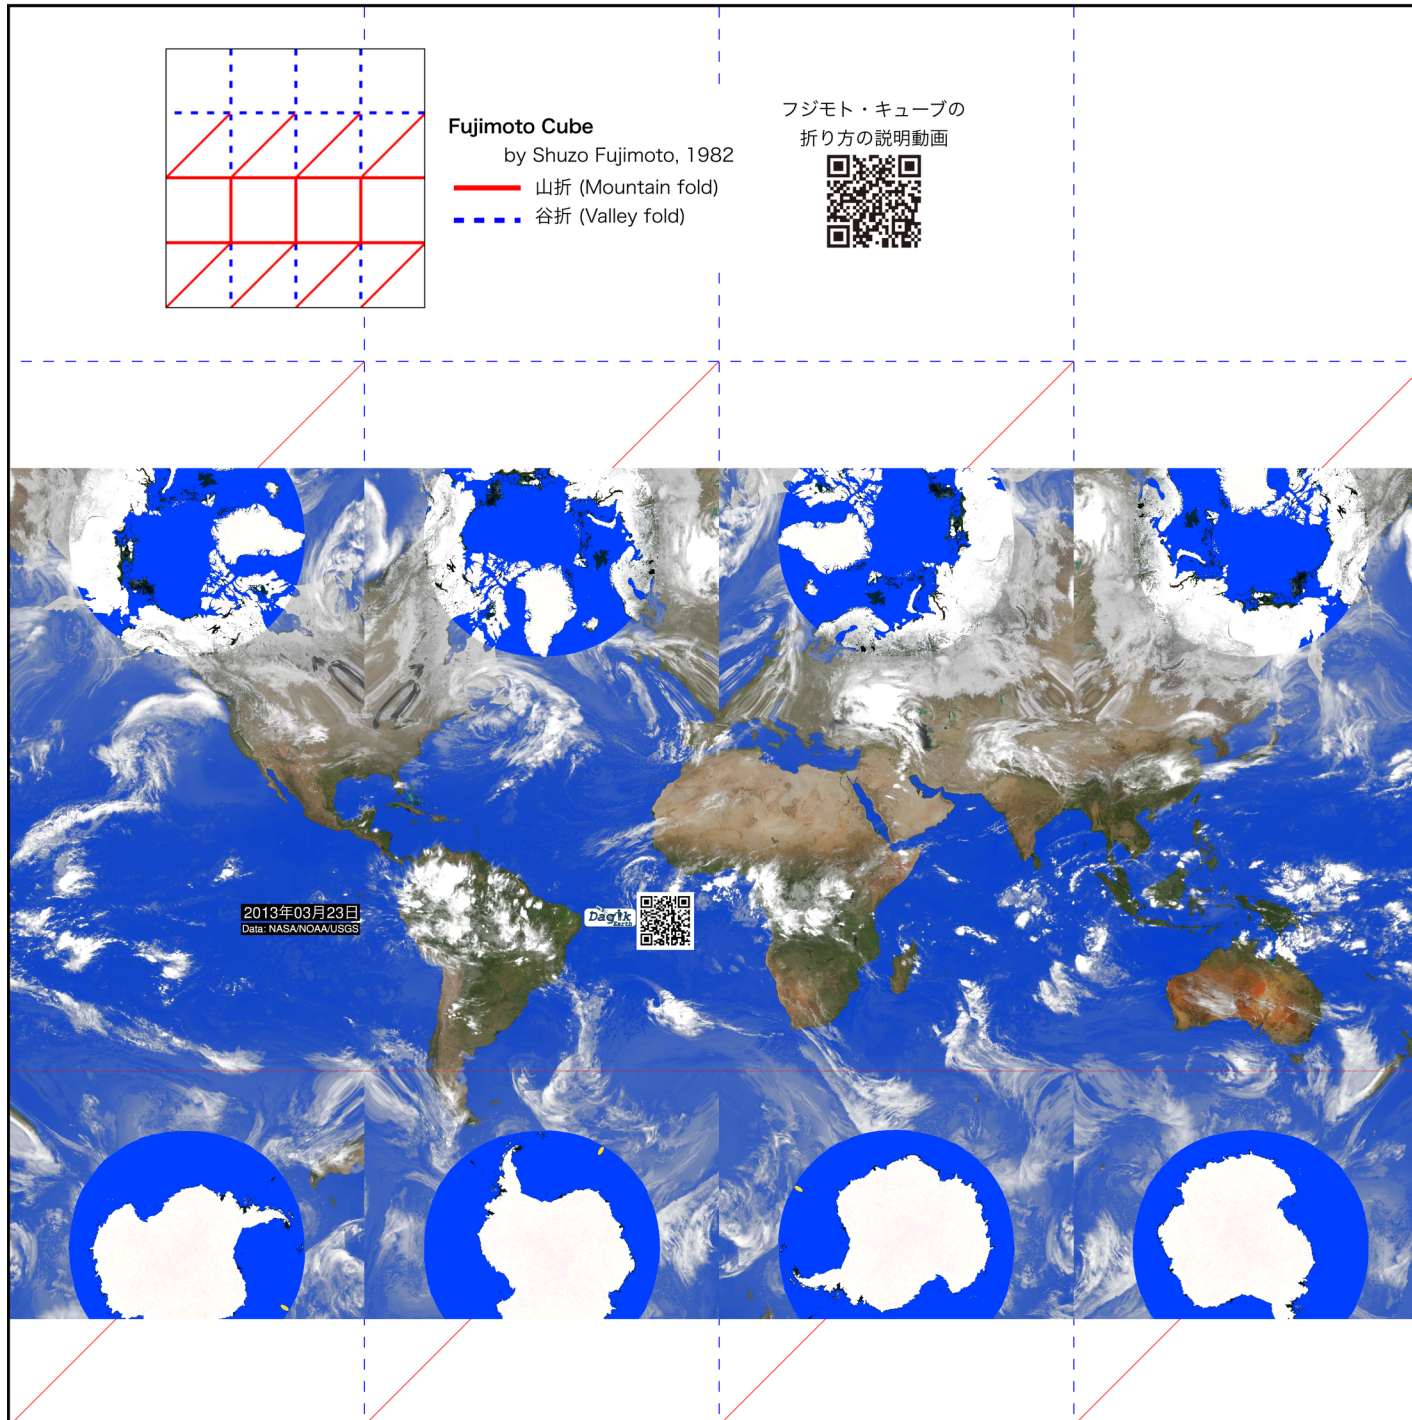 Fujimoto Cube
by Shuzo Fujimoto, 1982
山折 (Mountain fold)
谷折 (Valley fold)
フジモト・キューブの
折り方の説明動画
2013年03月23日
Data: NASA/NOAA/USGS
Dagik
Earth